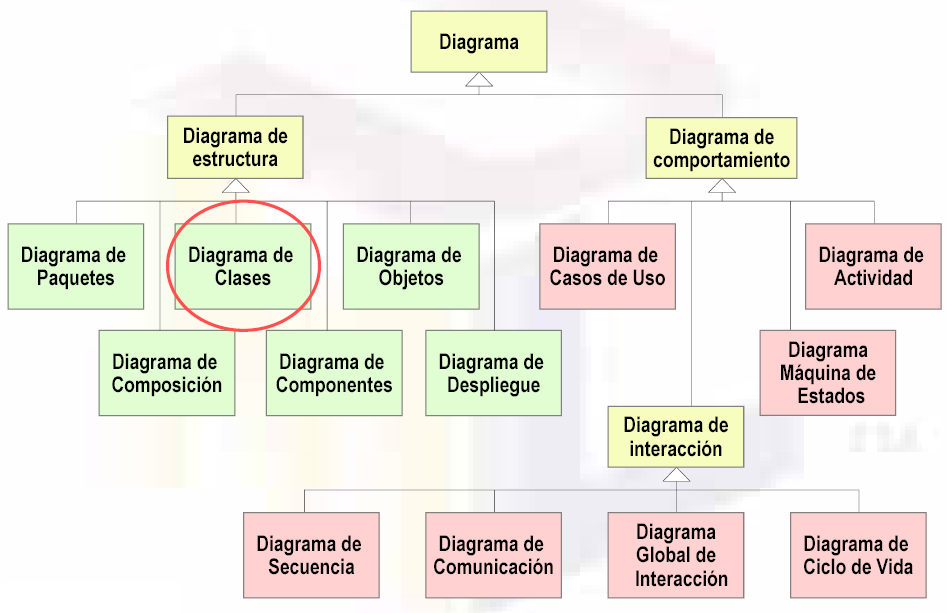 Diagrama
Diagrama de
estructura
Diagrama de
comportamiento
Diagrama de
Paquetes
Diagrama de
Clases
Diagrama de
Objetos
Diagrama de
Casos de Uso
Diagrama de
Actividad
Diagrama de
Composición
Diagrama de
Componentes
Diagrama de
Despliegue
Diagrama
Máquina de
Estados
Diagrama de
interacción
Diagrama de
Secuencia
Diagrama de
Comunicación
Diagrama
Global de
Interacción
Diagrama de
Ciclo de Vida